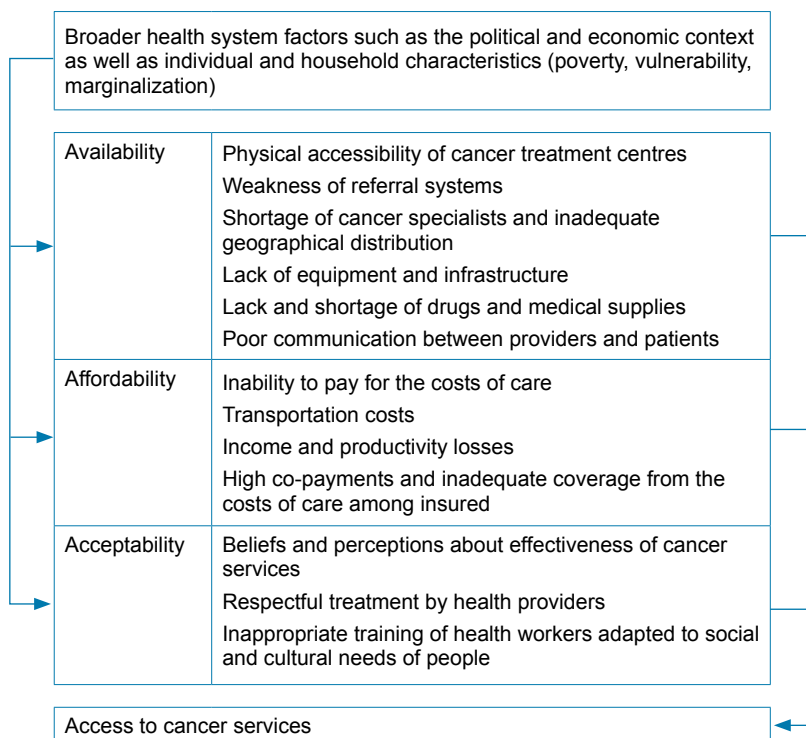 Broader health system factors such as the political and economic context
as well as individual and household characteristics (poverty, vulnerability,
marginalization)
Availability
Physical accessibility of cancer treatment centres
Weakness of referral systems
Shortage of cancer specialists and inadequate
geographical distribution
Lack of equipment and infrastructure
Lack and shortage of drugs and medical supplies
Poor communication between providers and patients
Affordability
Inability to pay for the costs of care
Transportation costs
Income and productivity losses
High co-payments and inadequate coverage from the
costs of care among insured
Acceptability
Beliefs and perceptions about effectiveness of cancer
services
Respectful treatment by health providers
Inappropriate training of health workers adapted to social
and cultural needs of people
Access to cancer services